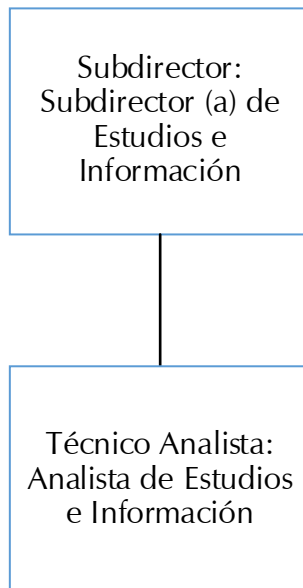 Subdirector:
Subdirector (a) de
Estudios e
Información
Técnico Analista:
Analista de Estudios
e Información